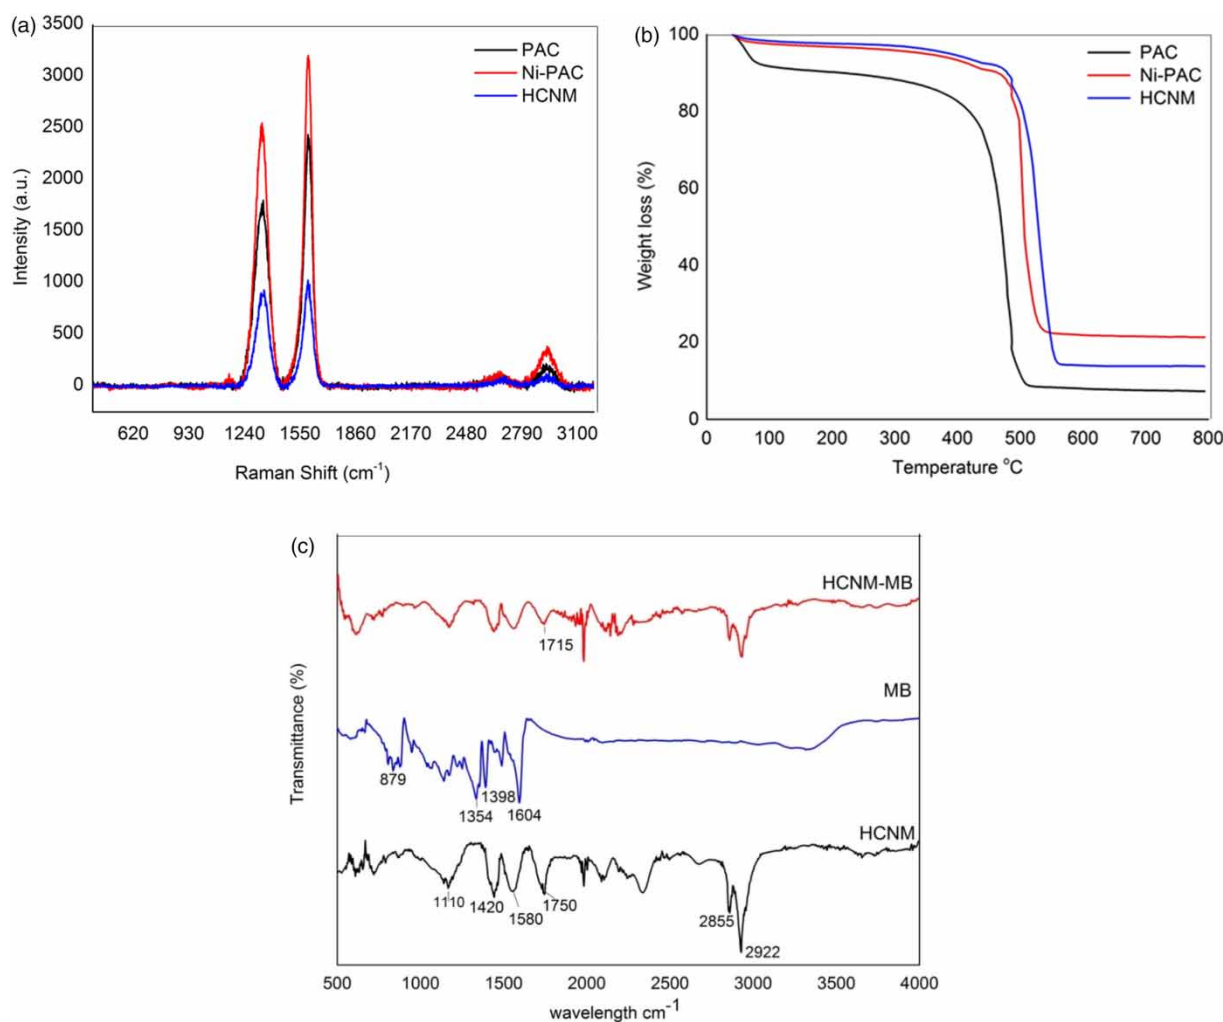 (a)
3500
3000
2500
2000
1500
1000
500
0
Intensity (a.u.)
PAC
Ni-PAC
HCNM
620 930 1240 1550 1860 2170 2480 2790 3100
Raman Shift (cm⁻¹)
(b)
100
80
60
40
20
0
Weight loss (%)
PAC
Ni-PAC
HCNM
0 100 200 300 400 500 600 700 800
Temperature °C
(c)
Transmittance (%)
HCNM-MB
1715
MB
879
1354
1398
1604
HCNM
1110
1420
1580
1750
2855
2922
500 1000 1500 2000 2500 3000 3500 4000
wavelength cm⁻¹